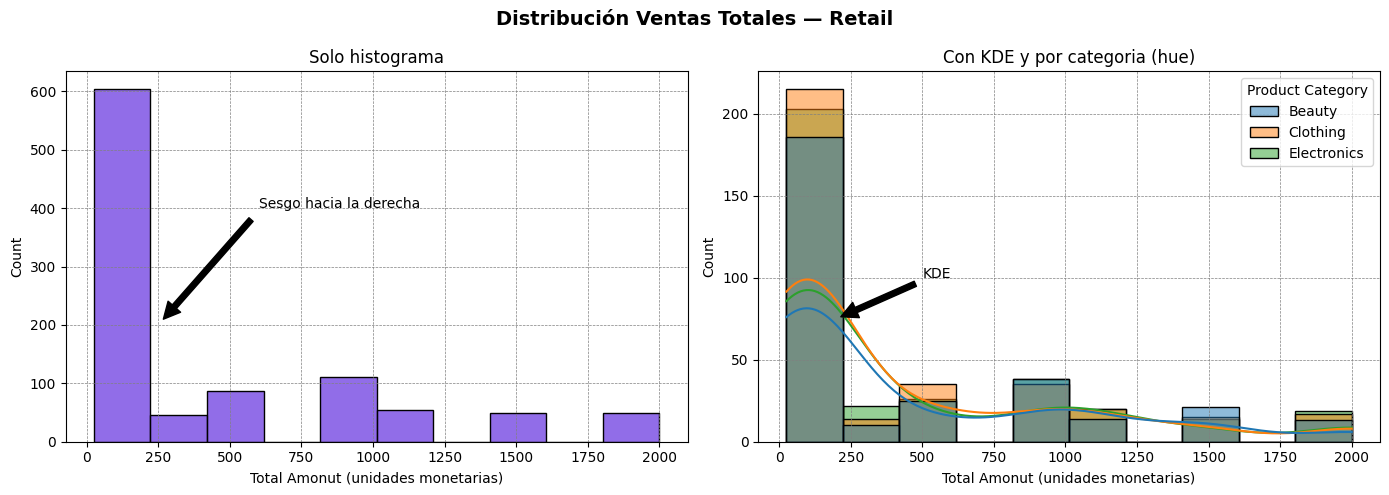 Distribución Ventas Totales — Retail
Solo histograma
Count
600
500
400
300
200
100
0
Sesgo hacia la derecha
0 250 500 750 1000 1250 1500 1750 2000
Total Amonut (unidades monetarias)
Con KDE y por categoria (hue)
Count
200
150
100
50
0
Product Category
Beauty
Clothing
Electronics
KDE
0 250 500 750 1000 1250 1500 1750 2000
Total Amonut (unidades monetarias)